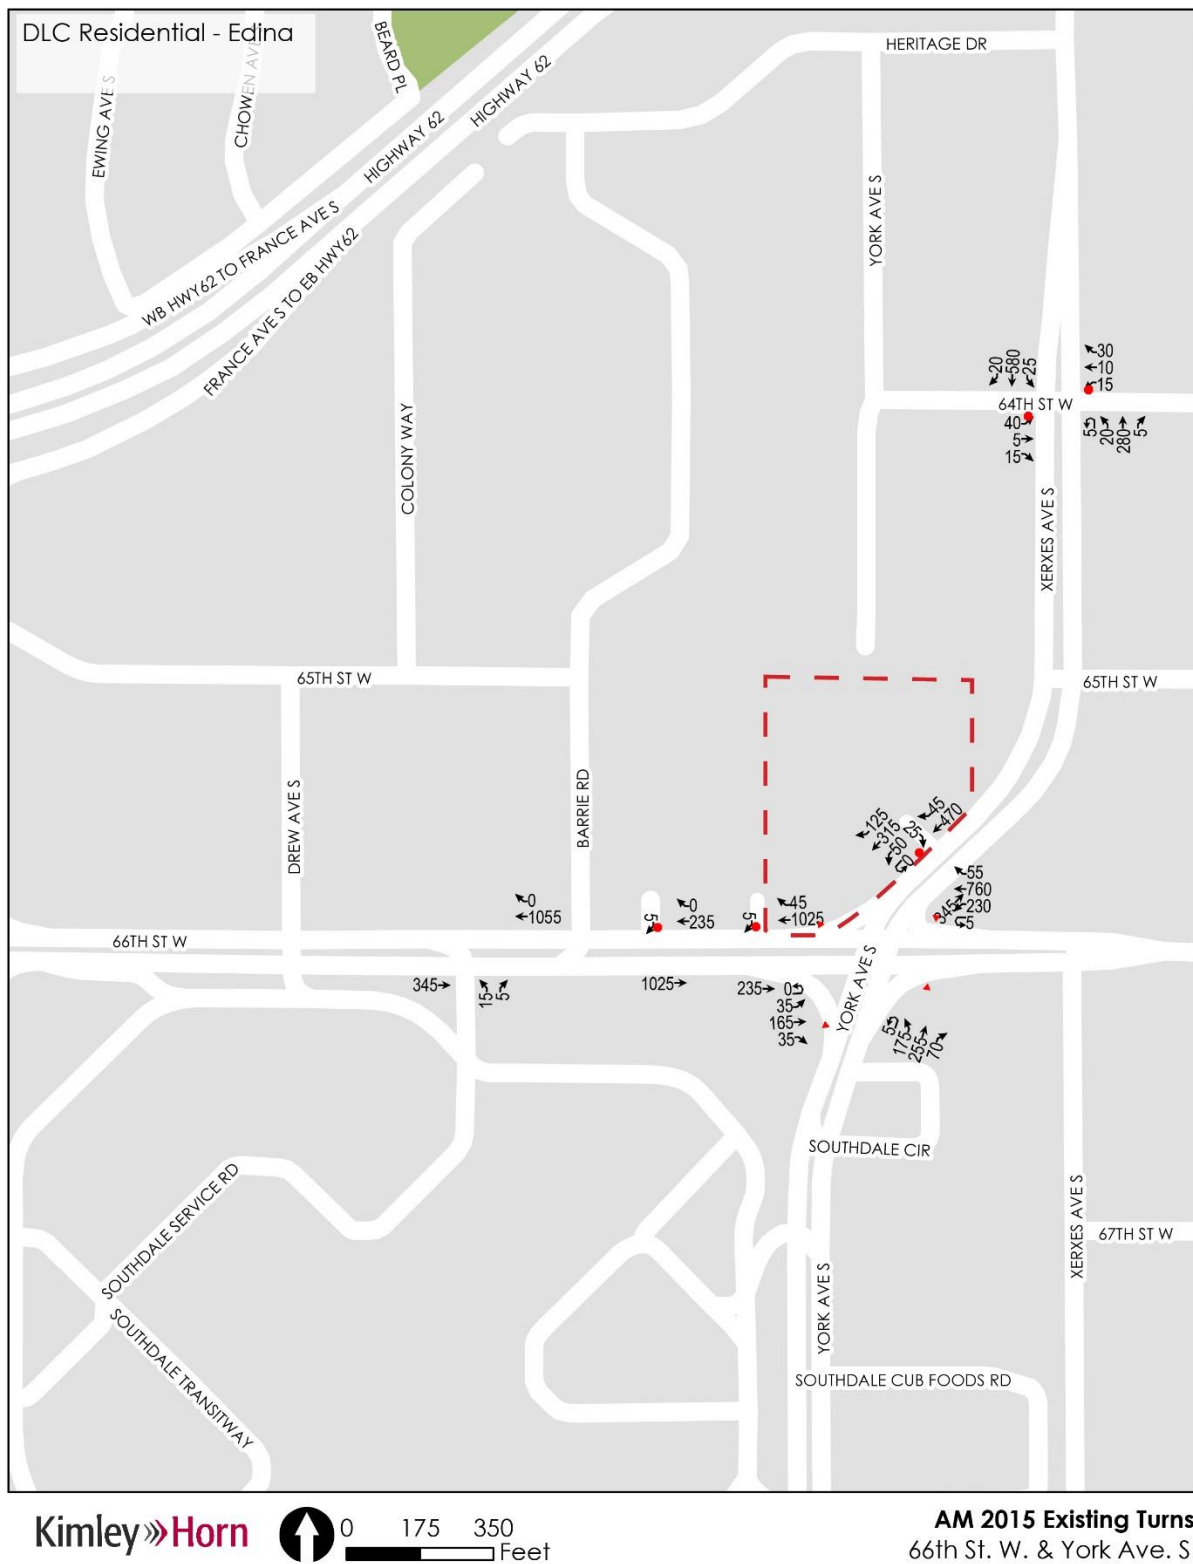 DLC Residential - Edina
BEARD PL
CHOWEN AVE
EWING AVE S
HIGHWAY 62
HIGHWAY 62
HERITAGE DR
YORK AVE S
WB HWY62 TO FRANCE AVE S
FRANCE AVE S TO EB HWY62
COLONY WAY
20
580
25
30
10
15
64TH ST W
40
5
15
5
20
280
5
XERXES AVE S
65TH ST W
65TH ST W
DREW AVE S
BARRIE RD
125
315
50
0
25
45
470
55
760
230
5
345
0
1055
5
0
235
5
45
1025
66TH ST W
345
15
5
1025
235
0
35
165
35
YORK AVE S
5
175
255
70
SOUTHDALE CIR
SOUTHDALE SERVICE RD
XERXES AVE S
67TH ST W
SOUTHDALE TRANSITWAY
YORK AVE S
SOUTHDALE CUB FOODS RD
Kimley»Horn
0 175 350
Feet
AM 2015 Existing Turns
66th St. W. & York Ave. S